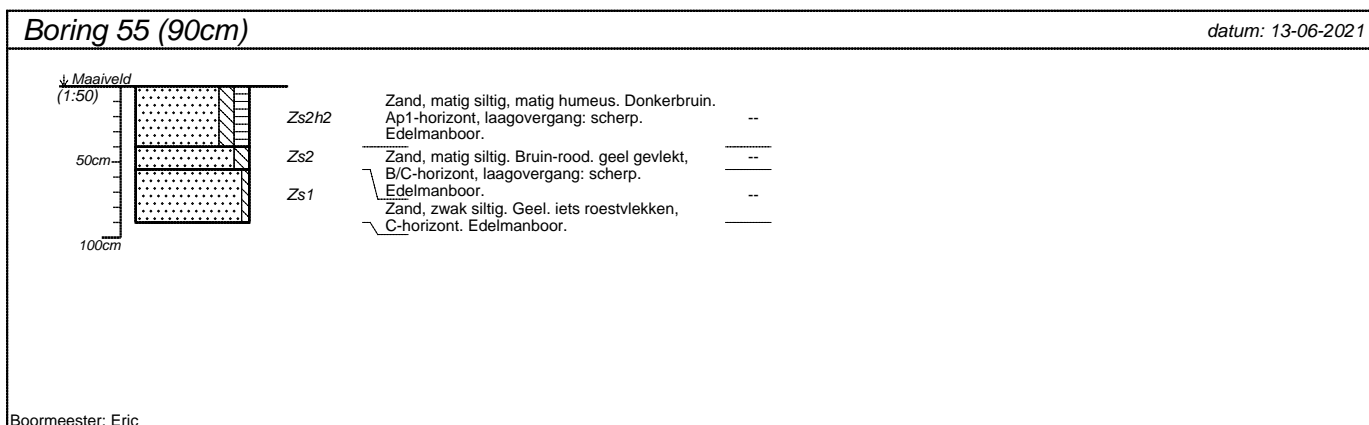 Boring 55 (90cm)
datum: 13-06-2021
Maaiveld
(1:50)
50cm
100cm
Zs2h2
Zand, matig siltig, matig humeus. Donkerbruin.
Ap1-horizont, laagovergang: scherp.
Edelmanboor.
--
Zs2
Zand, matig siltig. Bruin-rood. geel gevlekt,
B/C-horizont, laagovergang: scherp.
Edelmanboor.
--
Zs1
Zand, zwak siltig. Geel. iets roestvlekken,
C-horizont. Edelmanboor.
--
Boormeester: Eric